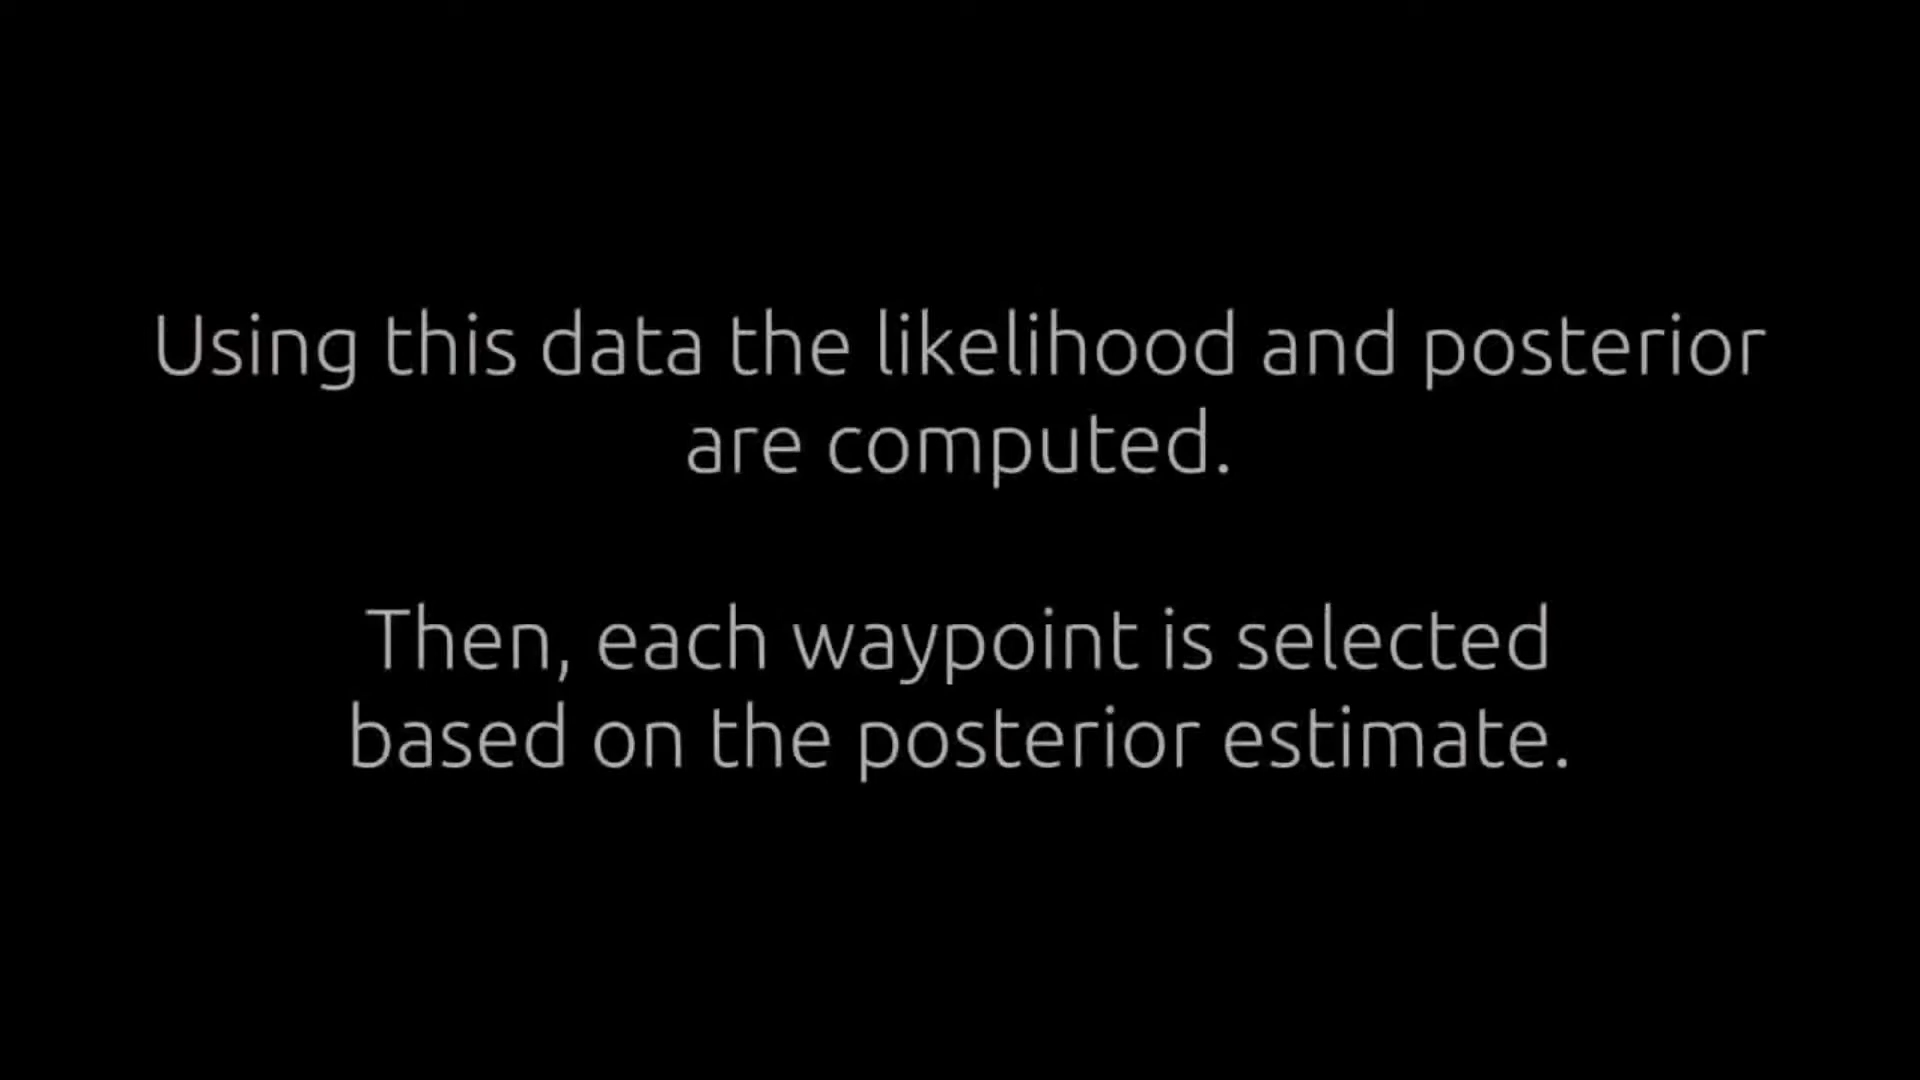 Using this data the likelihood and posterior
are computed.
Then, each waypoint is selected
based on the posterior estimate.